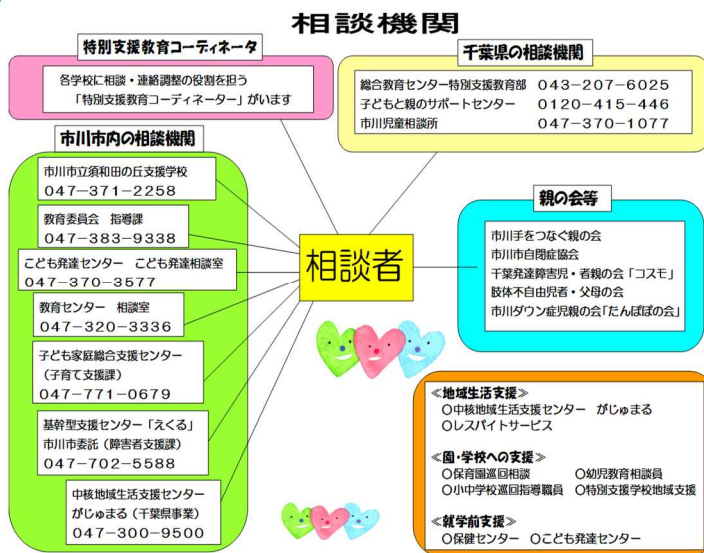 相談機関
特別支援教育コーディネータ
各学校に相談・連絡調整の役割を担う
「特別支援教育コーディネーター」がいます
千葉県の相談機関
総合教育センター特別支援教育部 043-207-6025
子どもと親のサポートセンター 0120-415-446
市川児童相談所 047-370-1077
市川市内の相談機関
市川市立須和田の丘支援学校
047-371-2258
教育委員会 指導課
047-383-9338
こども発達センター こども発達相談室
047-370-3577
教育センター 相談室
047-320-3336
子ども家庭総合支援センター
(子育て支援課)
047-771-0679
基幹型支援センター「えくる」
市川市委託(障害者支援課)
047-702-5588
中核地域生活支援センター
がじゅまる(千葉県事業)
047-300-9500
相談者
親の会等
市川手をつなぐ親の会
市川市自閉症協会
千葉発達障害児・者親の会「コスモ」
肢体不自由児者・父母の会
市川ダウン症児親の会「たんぽぽの会」
≪地域生活支援≫
○中核地域生活支援センター がじゅまる
○レスパイトサービス
≪園・学校への支援≫
○保育園巡回相談 ○幼児教育相談員
○小中学校巡回指導職員 ○特別支援学校地域支援
≪就学前支援≫
○保健センター ○こども発達センター